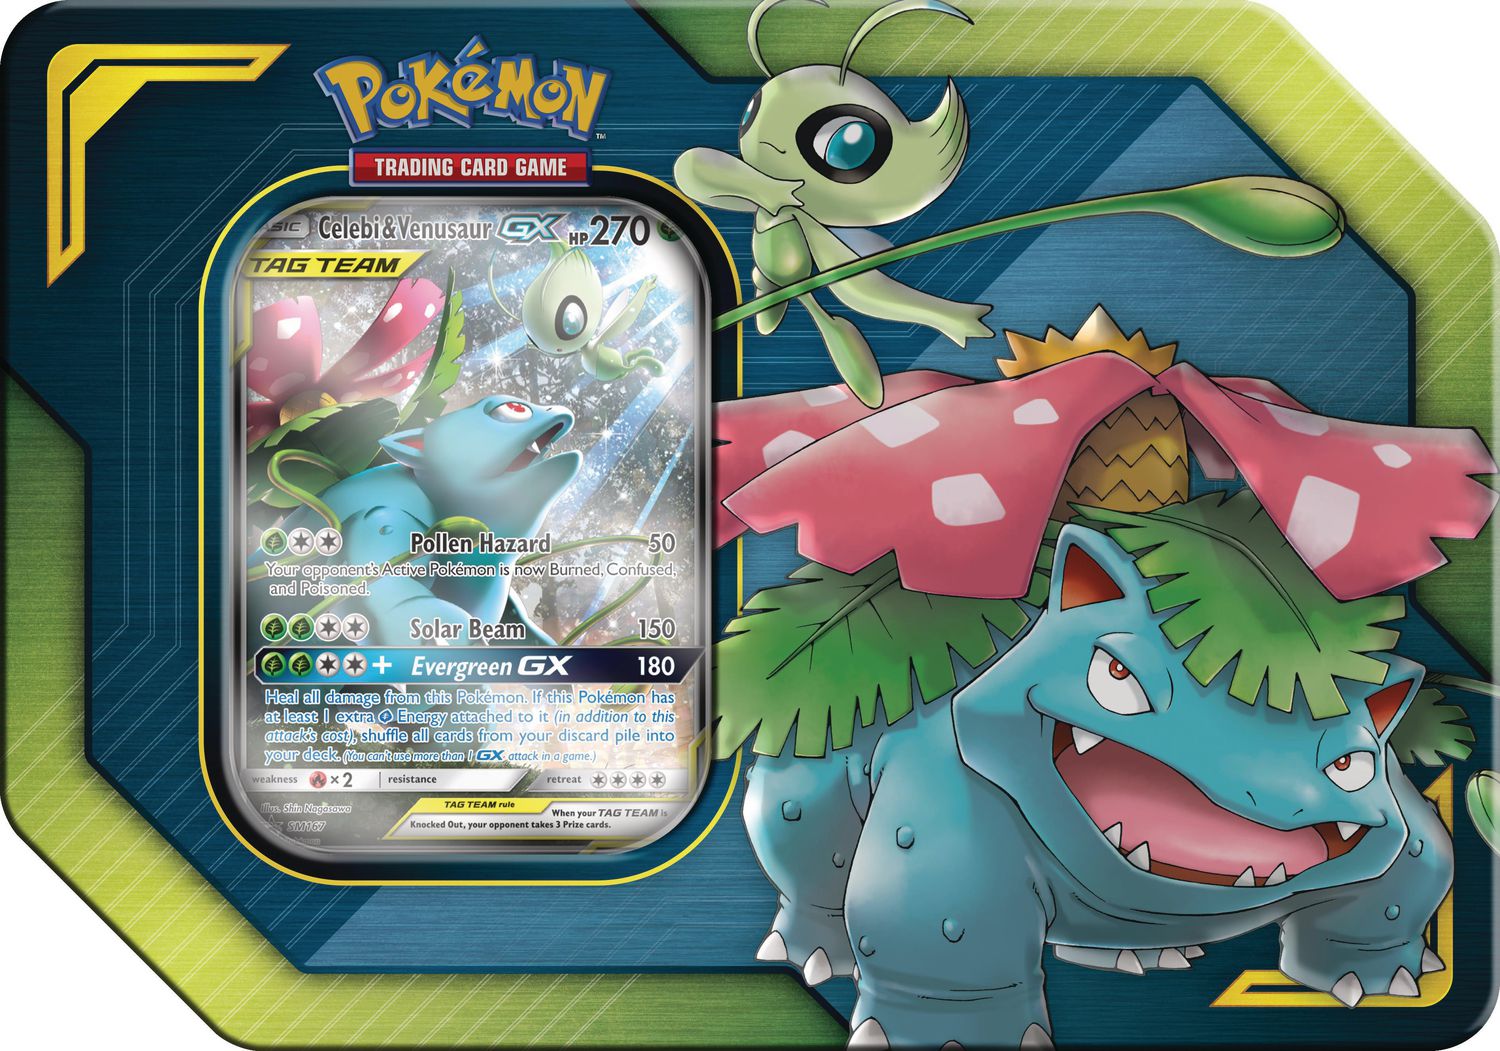 POKéMON
TM
TRADING CARD GAME
Celebi&Venusaur GX HP270
TAG TEAM
Pollen Hazard 50
Your opponent's Active Pokémon is now Burned, Confused,
and Poisoned.
Solar Beam 150
+ Evergreen GX 180
Heal all damage from this Pokémon. If this Pokémon has
at least 1 extra Energy attached to it (in addition to this
attack's cost), shuffle all cards from your discard pile into
your deck. (You can't use more than 1 GX attack in a game.)
weakness ×2 resistance retreat
Illus. Shin Nagasawa
SM167
TAG TEAM rule
When your TAG TEAM is
Knocked Out, your opponent takes 3 Prize cards.